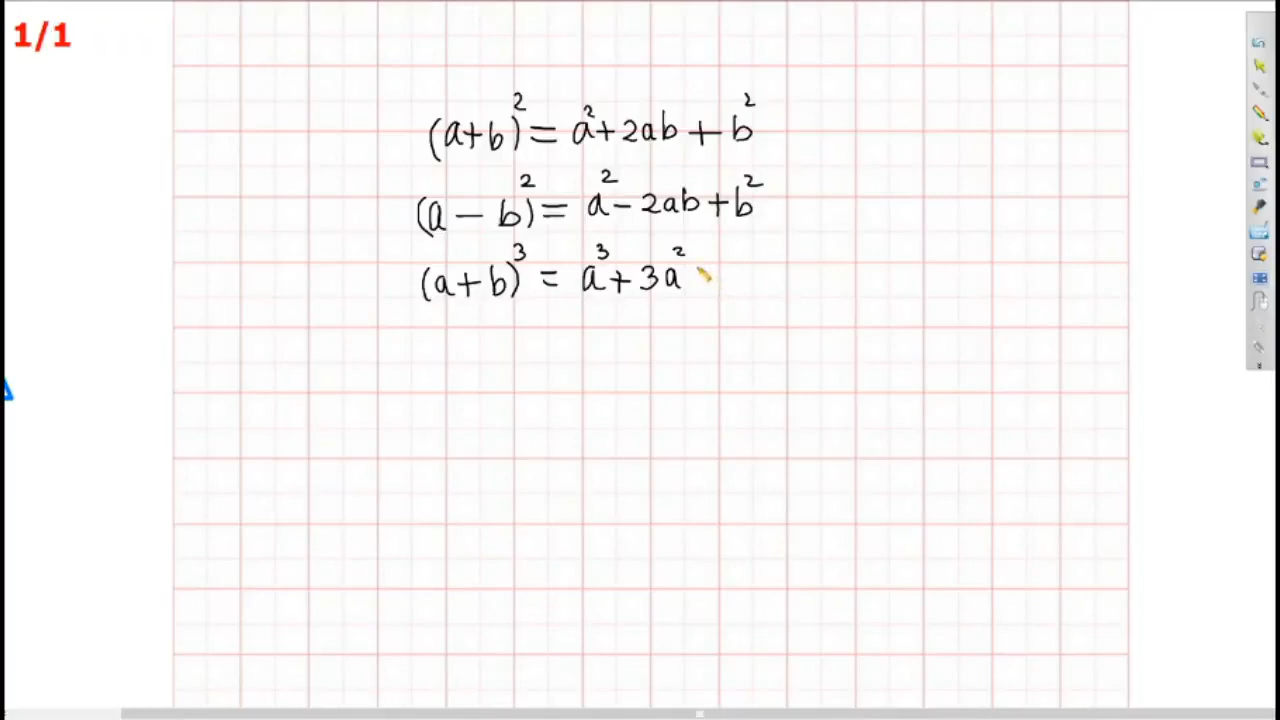 1/1
(a+b)² = a² + 2ab + b²
(a - b)² = a² - 2ab + b²
(a+b)³ = a³ + 3a²